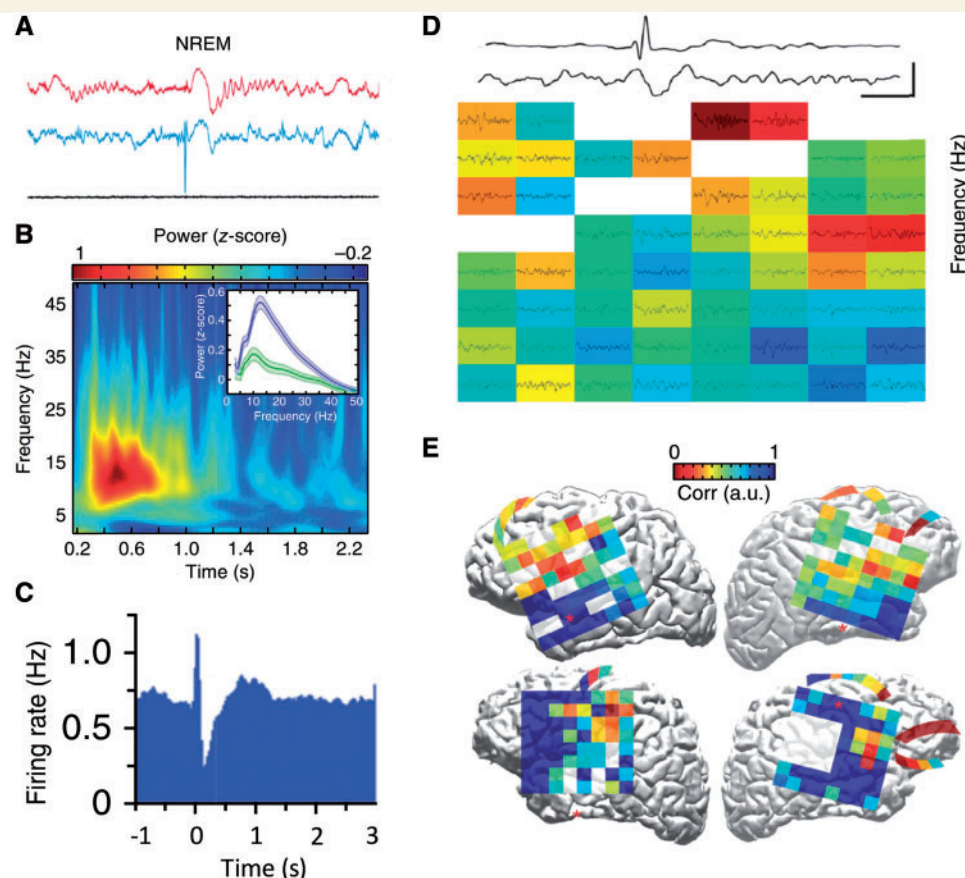 A
NREM
B
Power (z-score)
1
−0.2
45
35
25
15
5
Frequency (Hz)
0.2 0.6 1.0 1.4 1.8 2.2
Time (s)
0.6
0.4
0.2
0
Power (z-score)
0 10 20 30 40 50
Frequency (Hz)
C
1.0
0.5
0
Firing rate (Hz)
-1 0 1 2 3
Time (s)
D
Frequency (Hz)
E
0 1
Corr (a.u.)
*
*
*
*